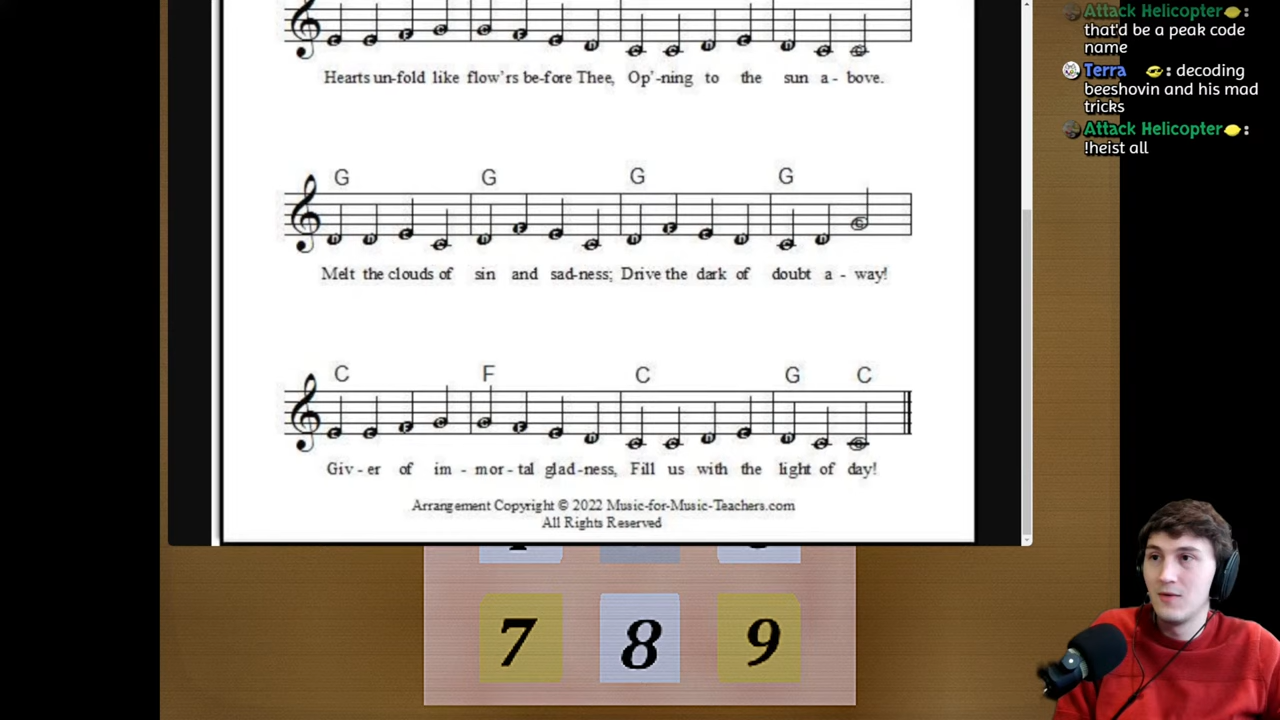 Hearts un-fold like flow'rs be-fore Thee, Op'-ning to the sun a - bove.
G G G G
Melt the clouds of sin and sad-ness; Drive the dark of doubt a - way!
C F C G C
Giv - er of im - mor - tal glad-ness, Fill us with the light of day!
Arrangement Copyright © 2022 Music-for-Music-Teachers.com
All Rights Reserved
7 8 9
Attack Helicopter:
that'd be a peak code
name
Terra : decoding
beeshovin and his mad
tricks
Attack Helicopter:
!heist all